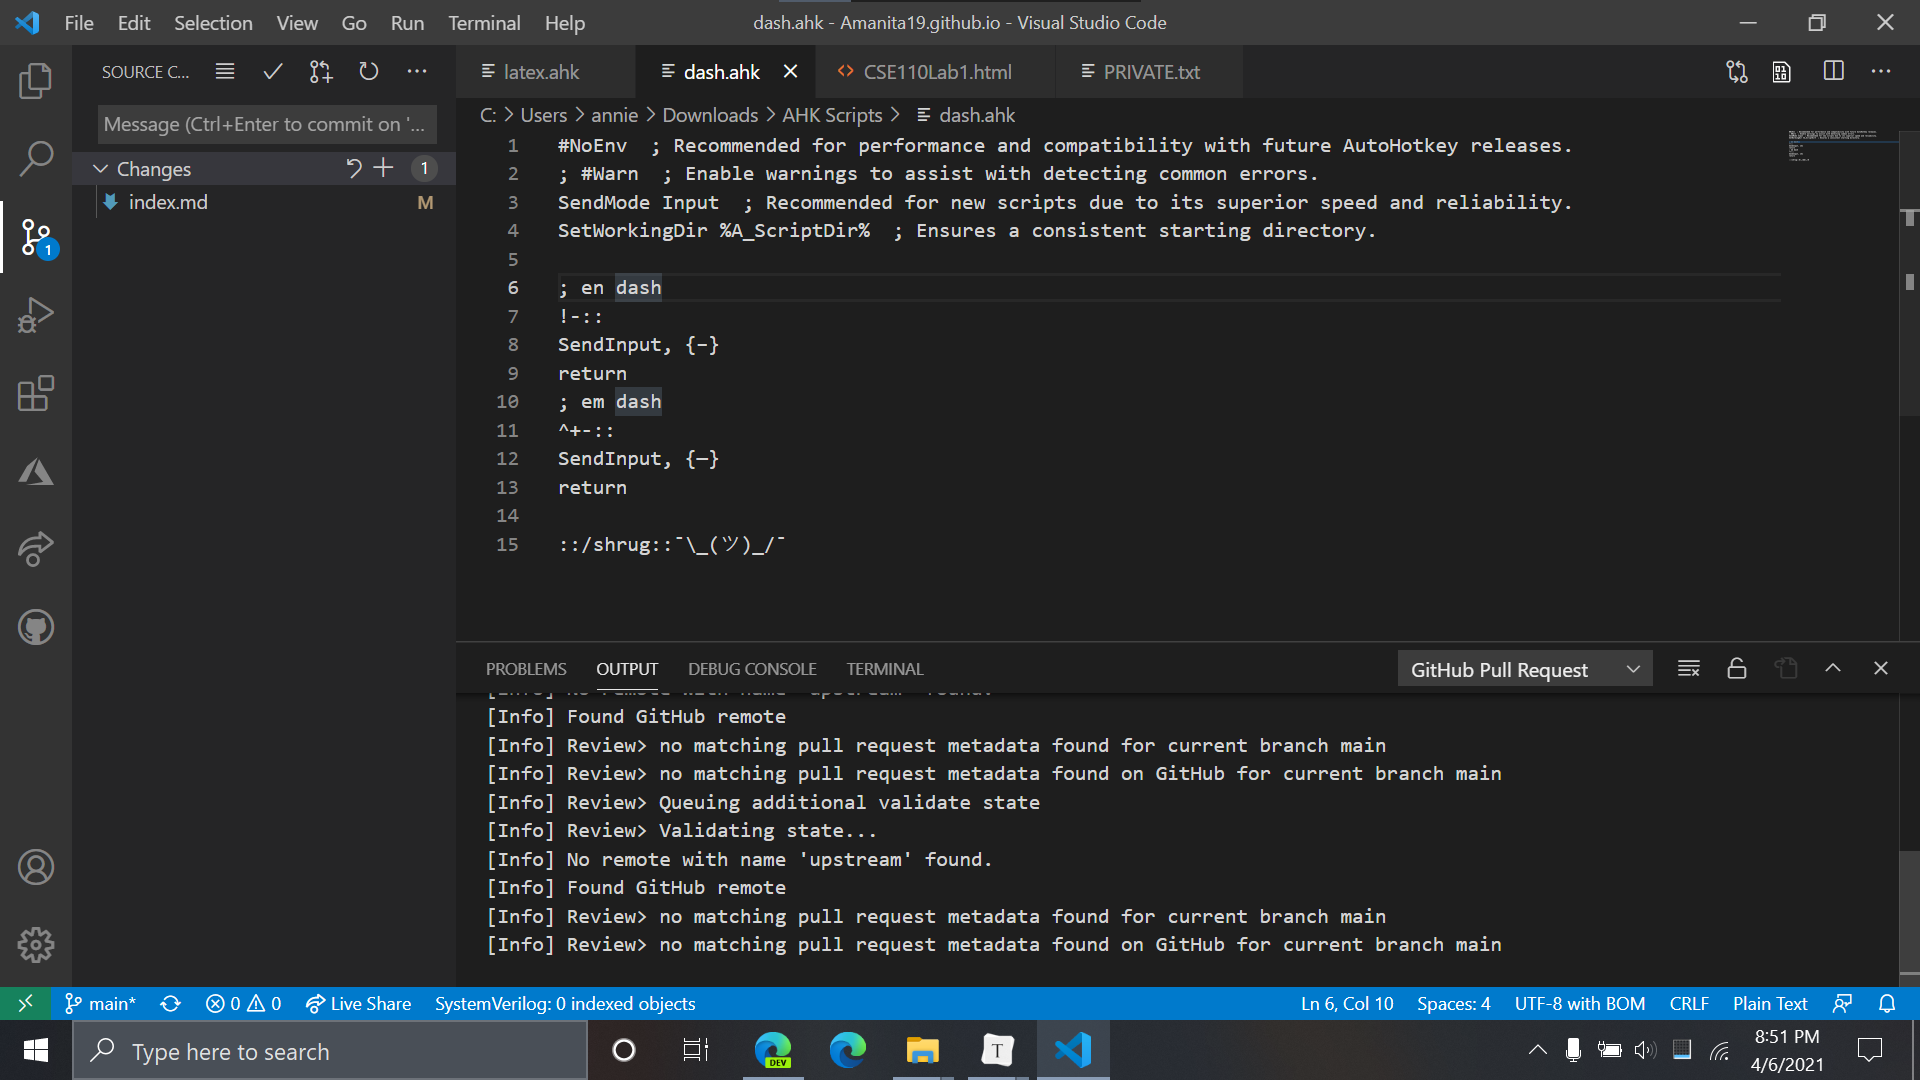 File Edit Selection View Go Run Terminal Help
dash.ahk - Amanita19.github.io - Visual Studio Code
SOURCE C...
latex.ahk
dash.ahk
CSE110Lab1.html
PRIVATE.txt
Message (Ctrl+Enter to commit on '...
Changes 1
index.md M
1
C: > Users > annie > Downloads > AHK Scripts > dash.ahk
1 #NoEnv  ; Recommended for performance and compatibility with future AutoHotkey releases.
2 ; #Warn  ; Enable warnings to assist with detecting common errors.
3 SendMode Input  ; Recommended for new scripts due to its superior speed and reliability.
4 SetWorkingDir %A_ScriptDir%  ; Ensures a consistent starting directory.
5
6 ; en dash
7 !-::
8 SendInput, {–}
9 return
10 ; em dash
11 ^+-::
12 SendInput, {—}
13 return
14
15 ::/shrug::¯\_(ツ)_/¯
PROBLEMS OUTPUT DEBUG CONSOLE TERMINAL
GitHub Pull Request
[Info] No remote with name 'upstream' found.
[Info] Found GitHub remote
[Info] Review> no matching pull request metadata found for current branch main
[Info] Review> no matching pull request metadata found on GitHub for current branch main
[Info] Review> Queuing additional validate state
[Info] Review> Validating state...
[Info] No remote with name 'upstream' found.
[Info] Found GitHub remote
[Info] Review> no matching pull request metadata found for current branch main
[Info] Review> no matching pull request metadata found on GitHub for current branch main
main* 0 0 Live Share SystemVerilog: 0 indexed objects
Ln 6, Col 10 Spaces: 4 UTF-8 with BOM CRLF Plain Text
Type here to search
DEV
T
8:51 PM
4/6/2021